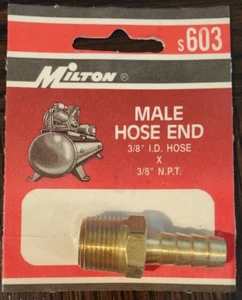 s603
MILTON®
MALE
HOSE END
3/8" I.D. HOSE
X
3/8" N.P.T.